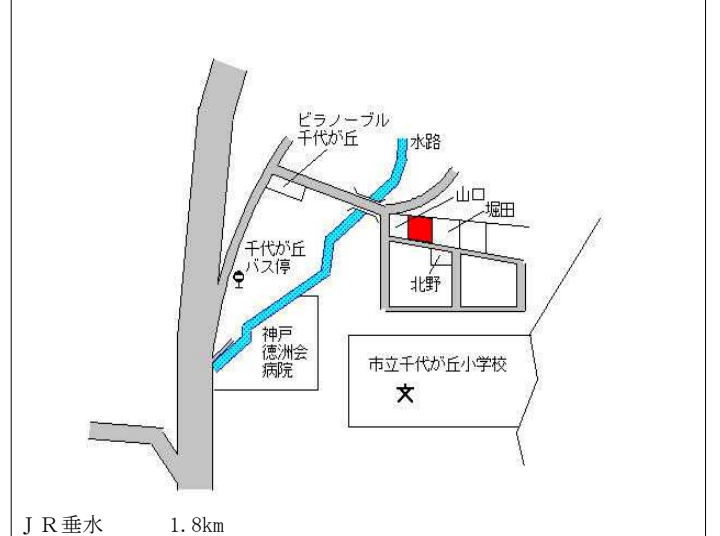 ビラノーブル
千代が丘
水路
山口
堀田
千代が丘
バス停
北野
神戸
徳洲会
病院
市立千代が丘小学校
文
ＪＲ垂水 1.8km